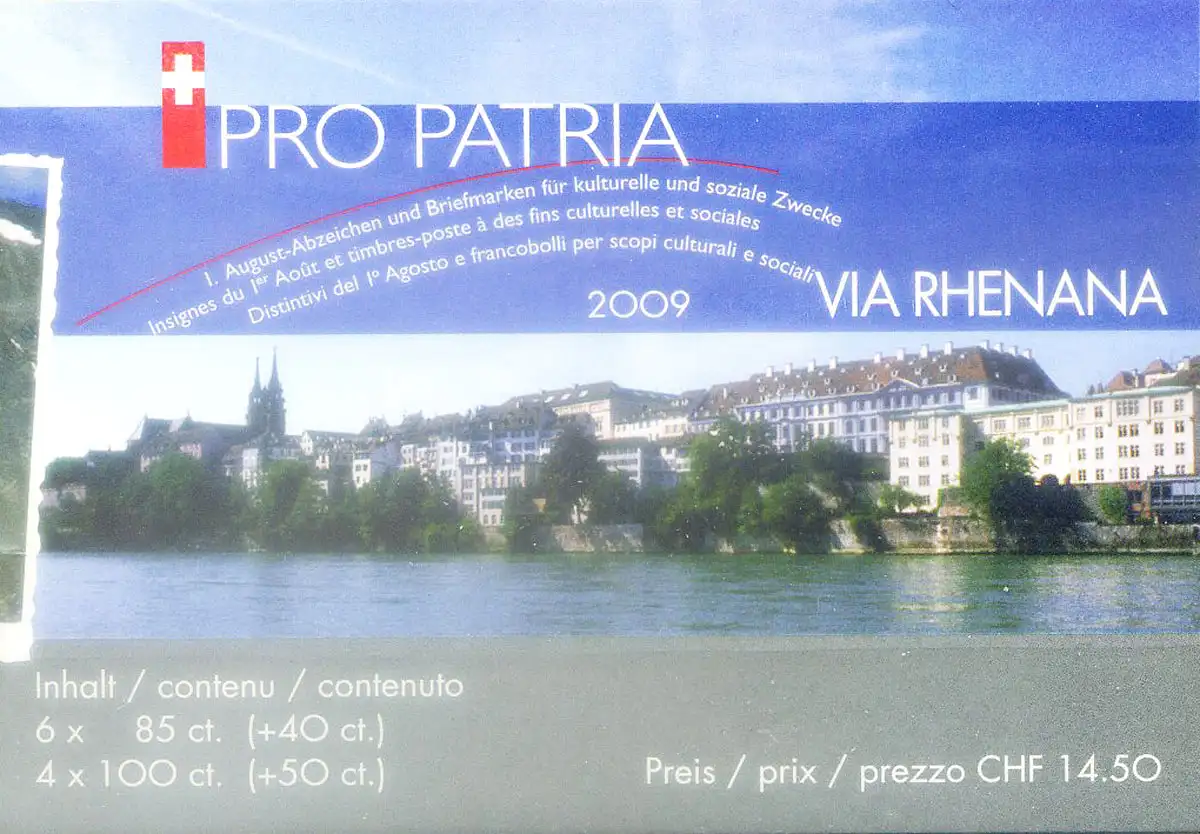 PRO PATRIA
1. August-Abzeichen und Briefmarken für kulturelle und soziale Zwecke
Insignes du 1er Août et timbres-poste à des fins culturelles et sociales
Distintivi del 1º Agosto e francobolli per scopi culturali e sociali
2009
VIA RHENANA
Inhalt / contenu / contenuto
6 x 85 ct. (+40 ct.)
4 x 100 ct. (+50 ct.)
Preis / prix / prezzo CHF 14.50